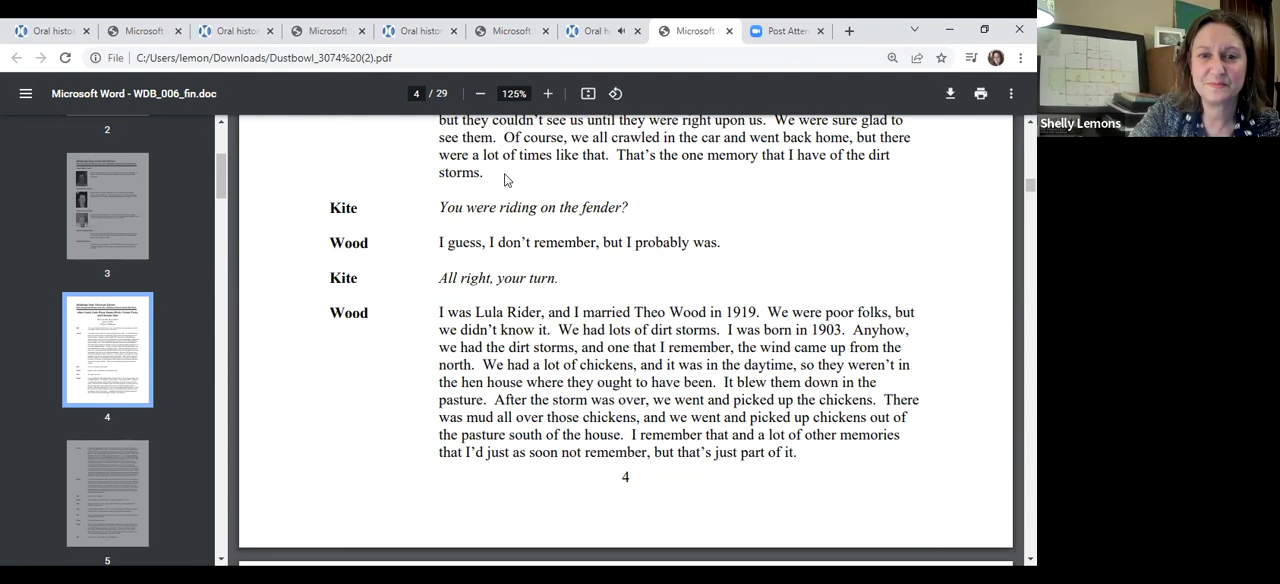 Oral histo
Microsoft
Oral histo
Microsoft
Oral histo
Microsoft
Oral h
Microsoft
Post Atten
File
C:/Users/lemon/Downloads/Dustbowl_3074 (2).pdf
Microsoft Word - WDB_006_fin.doc
4 / 29
125%
2
3
4
5
but they couldn't see us until they were right upon us. We were sure glad to
see them. Of course, we all crawled in the car and went back home, but there
were a lot of times like that. That's the one memory that I have of the dirt
storms.
Kite You were riding on the fender?
Wood I guess, I don't remember, but I probably was.
Kite All right, your turn.
Wood I was Lula Rider, and I married Theo Wood in 1919. We were poor folks, but
we didn't know it. We had lots of dirt storms. I was born in 1903. Anyhow,
we had the dirt storms, and one that I remember, the wind came up from the
north. We had a lot of chickens, and it was in the daytime, so they weren't in
the hen house where they ought to have been. It blew them down in the
pasture. After the storm was over, we went and picked up the chickens. There
was mud all over those chickens, and we went and picked up chickens out of
the pasture south of the house. I remember that and a lot of other memories
that I'd just as soon not remember, but that's just part of it.
4
Shelly Lemons